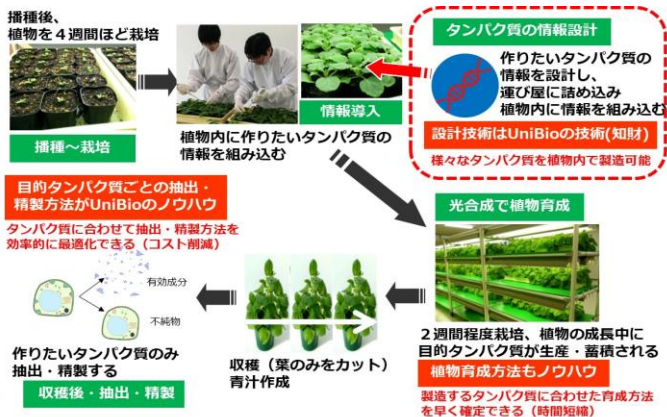 播種後、
植物を４週間ほど栽培
播種～栽培
情報導入
植物内に作りたいタンパク質の
情報を組み込む
タンパク質の情報設計
作りたいタンパク質の
情報を設計し、
運び屋に詰め込み
植物内に情報を組み込む
設計技術はUniBioの技術(知財)
様々なタンパク質を植物内で製造可能
光合成で植物育成
２週間程度栽培、植物の成長中に
目的タンパク質が生産・蓄積される
植物育成方法もノウハウ
製造するタンパク質に合わせた育成方法
を早く確定できる（時間短縮）
収穫（葉のみをカット）
青汁作成
目的タンパク質ごとの抽出・
精製方法がUniBioのノウハウ
タンパク質に合わせて抽出・精製方法を
効率的に最適化できる（コスト削減）
有効成分
不純物
作りたいタンパク質のみ
抽出・精製する
収穫後・抽出・精製